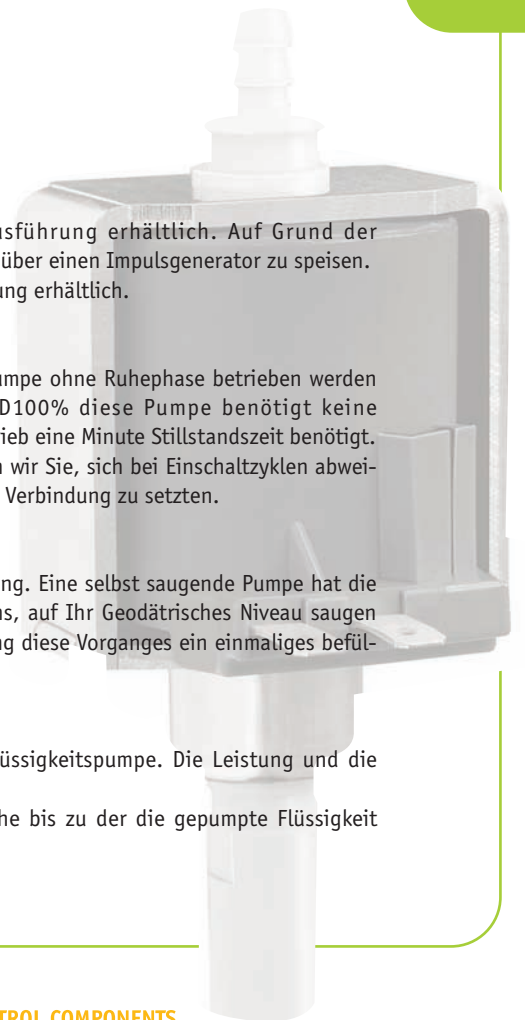 usführung erhältlich. Auf Grund der
über einen Impulsgenerator zu speisen.
ung erhältlich.
umpe ohne Ruhephase betrieben werden
D100% diese Pumpe benötigt keine
rieb eine Minute Stillstandszeit benötigt.
n wir Sie, sich bei Einschaltzyklen abwei-
Verbindung zu setzten.
ng. Eine selbst saugende Pumpe hat die
ns, auf Ihr Geodätrisches Niveau saugen
ng diese Vorganges ein einmaliges befül-
üssigkeitspumpe. Die Leistung und die
he bis zu der die gepumpte Flüssigkeit
TROL COMPONENTS